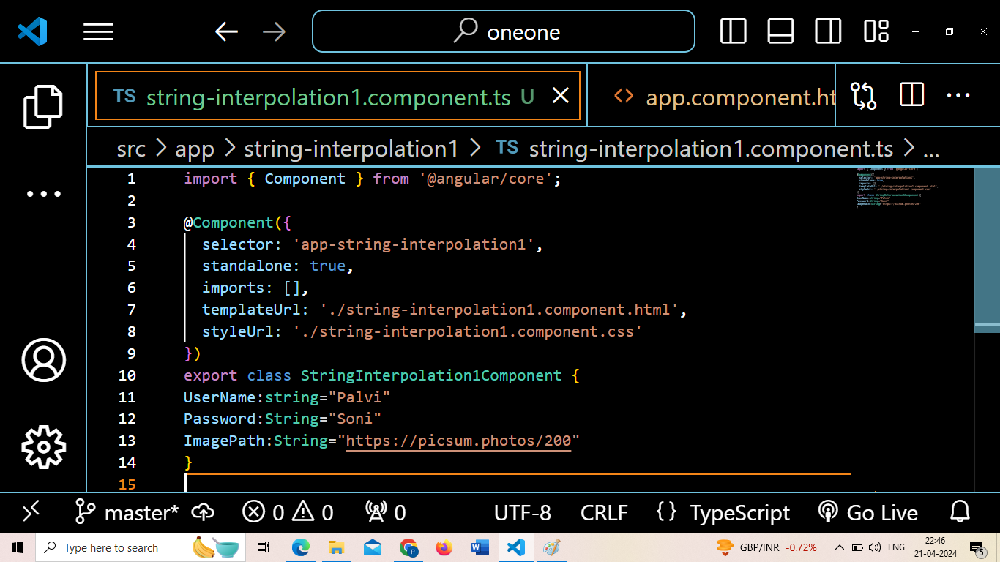 oneone
TS string-interpolation1.component.ts U
app.component.ht
src > app > string-interpolation1 > TS string-interpolation1.component.ts > ...
1 import { Component } from '@angular/core';
2
3 @Component({
4 selector: 'app-string-interpolation1',
5 standalone: true,
6 imports: [],
7 templateUrl: './string-interpolation1.component.html',
8 styleUrl: './string-interpolation1.component.css'
9 })
10 export class StringInterpolation1Component {
11 UserName:string="Palvi"
12 Password:String="Soni"
13 ImagePath:String="https://picsum.photos/200"
14 }
15
master* 0 0 0 UTF-8 CRLF {} TypeScript Go Live
Type here to search
GBP/INR -0.72% ENG
22:46
21-04-2024
5